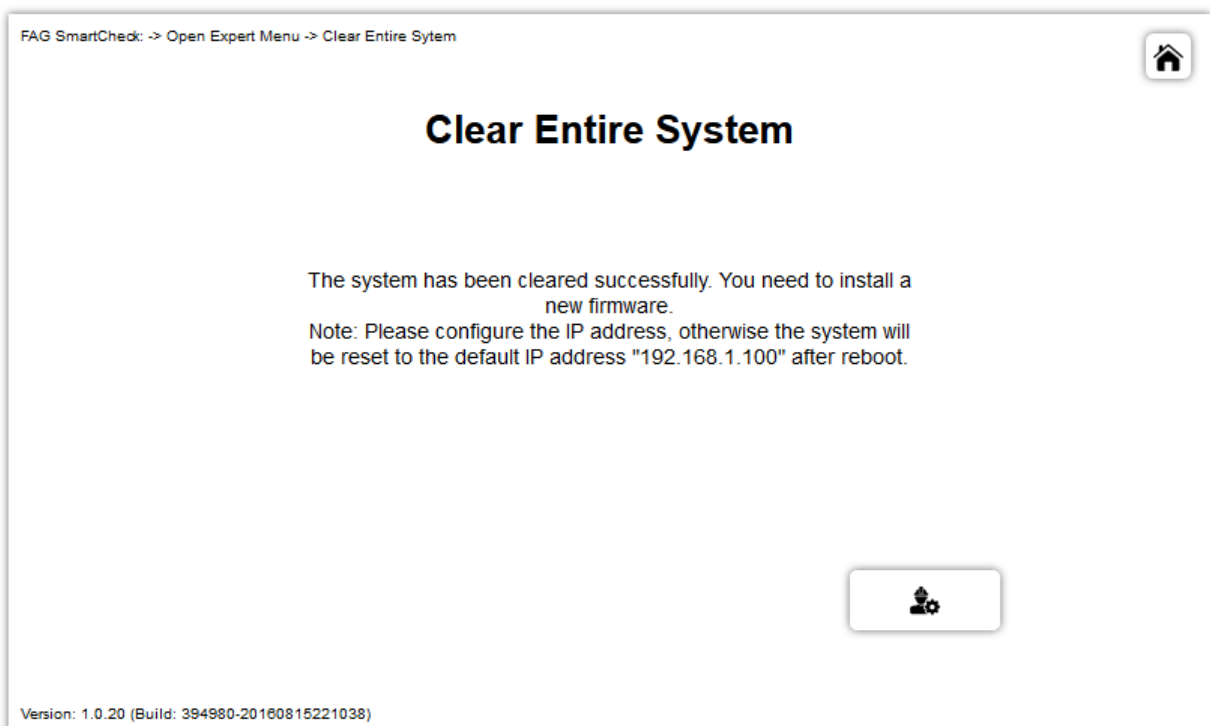 FAG SmartCheck: -> Open Expert Menu -> Clear Entire Sytem
Clear Entire System
The system has been cleared successfully. You need to install a
new firmware.
Note: Please configure the IP address, otherwise the system will
be reset to the default IP address "192.168.1.100" after reboot.
Version: 1.0.20 (Build: 394980-20160815221038)